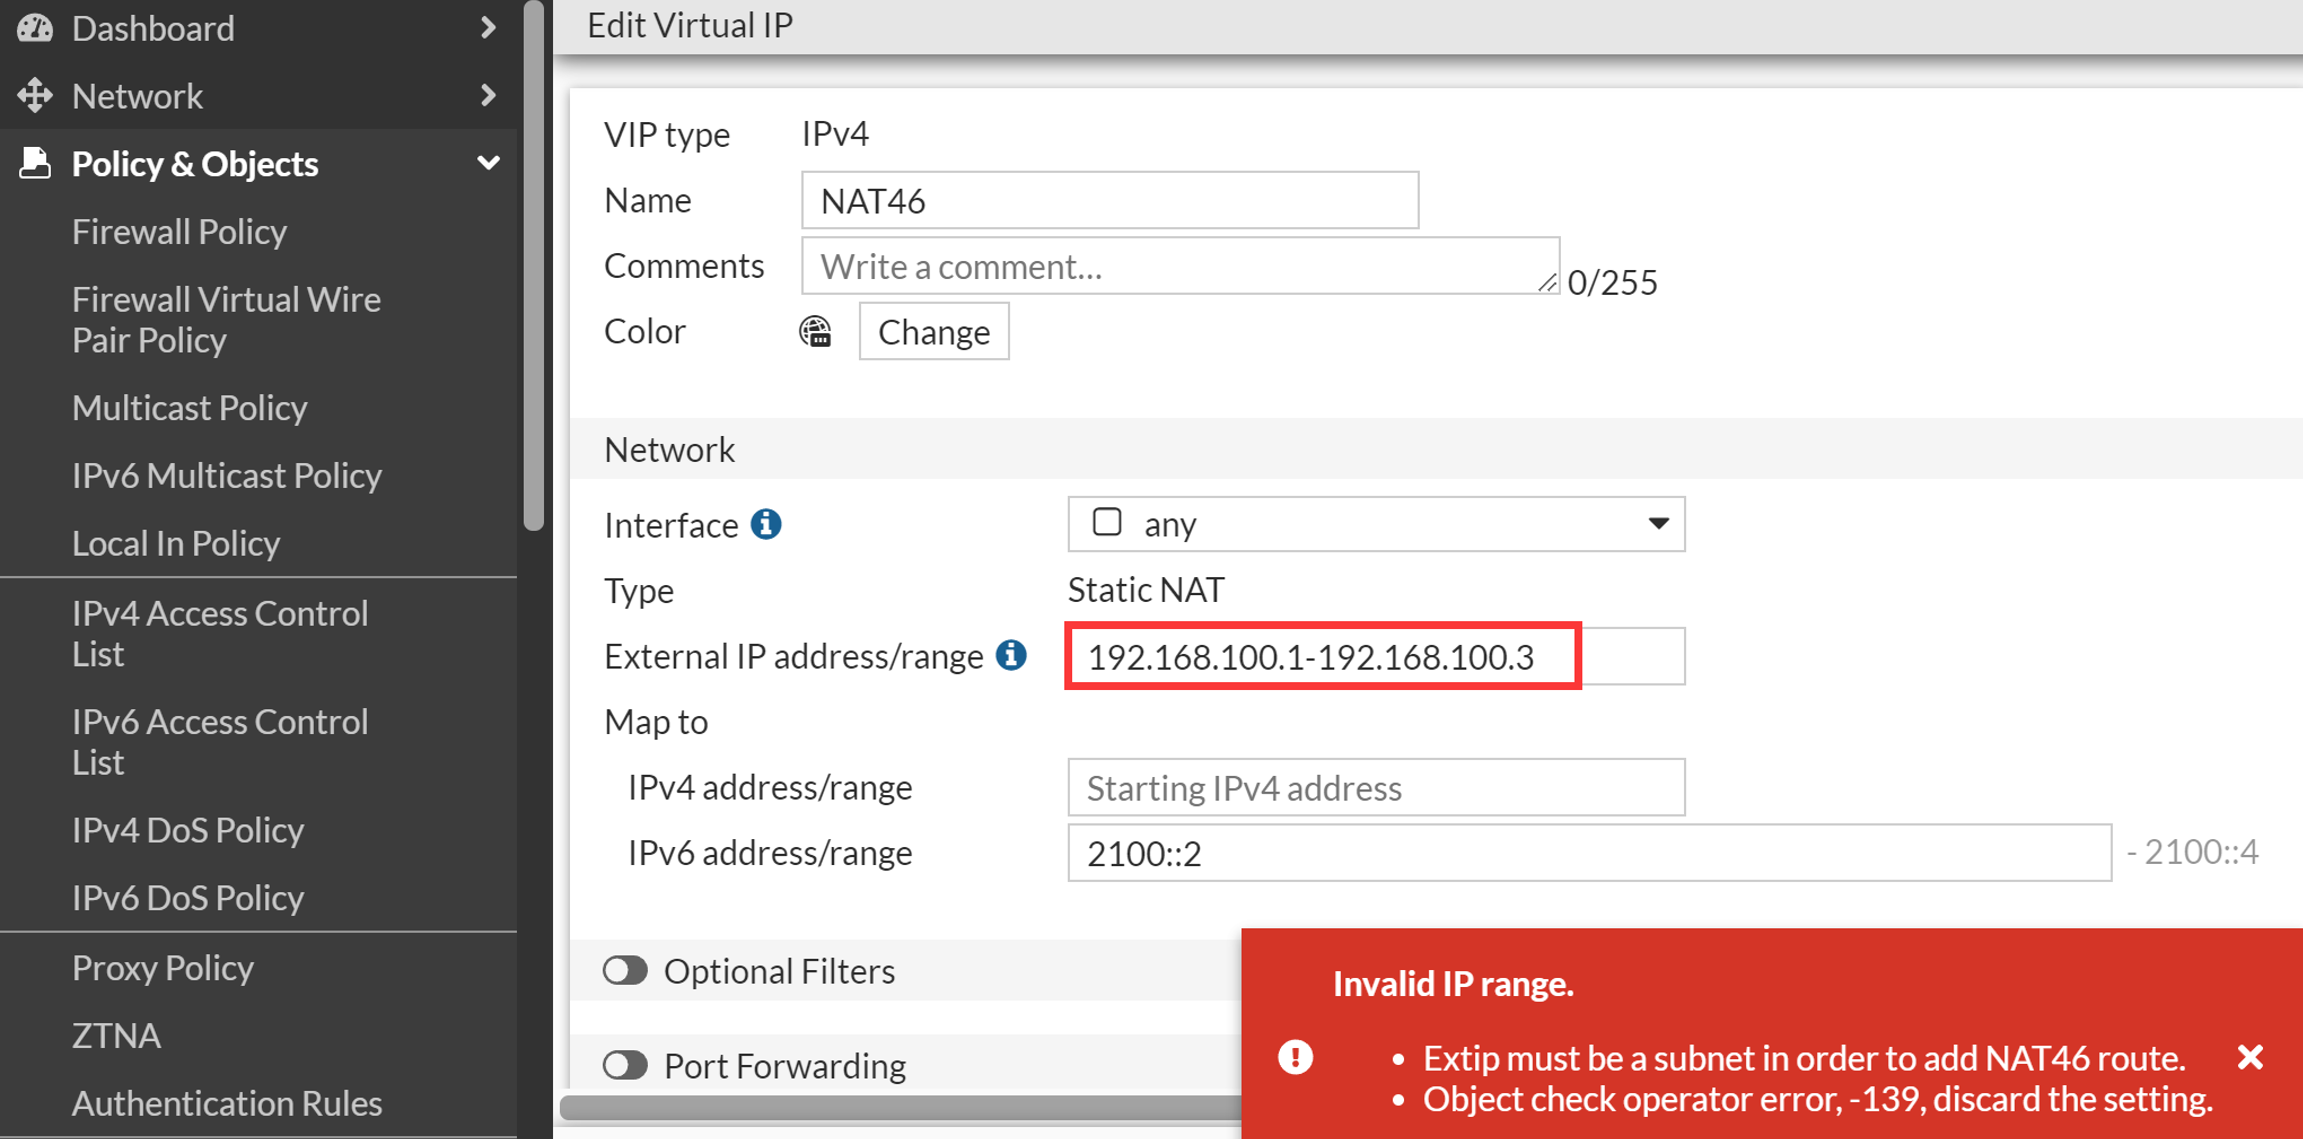 Dashboard
Network
Policy & Objects
Firewall Policy
Firewall Virtual Wire
Pair Policy
Multicast Policy
IPv6 Multicast Policy
Local In Policy
IPv4 Access Control
List
IPv6 Access Control
List
IPv4 DoS Policy
IPv6 DoS Policy
Proxy Policy
ZTNA
Authentication Rules
Edit Virtual IP
VIP type IPv4
Name NAT46
Comments Write a comment... 0/255
Color Change
Network
Interface any
Type Static NAT
External IP address/range 192.168.100.1-192.168.100.3
Map to
IPv4 address/range Starting IPv4 address
IPv6 address/range 2100::2 - 2100::4
Optional Filters
Port Forwarding
Invalid IP range.
• Extip must be a subnet in order to add NAT46 route.
• Object check operator error, -139, discard the setting.